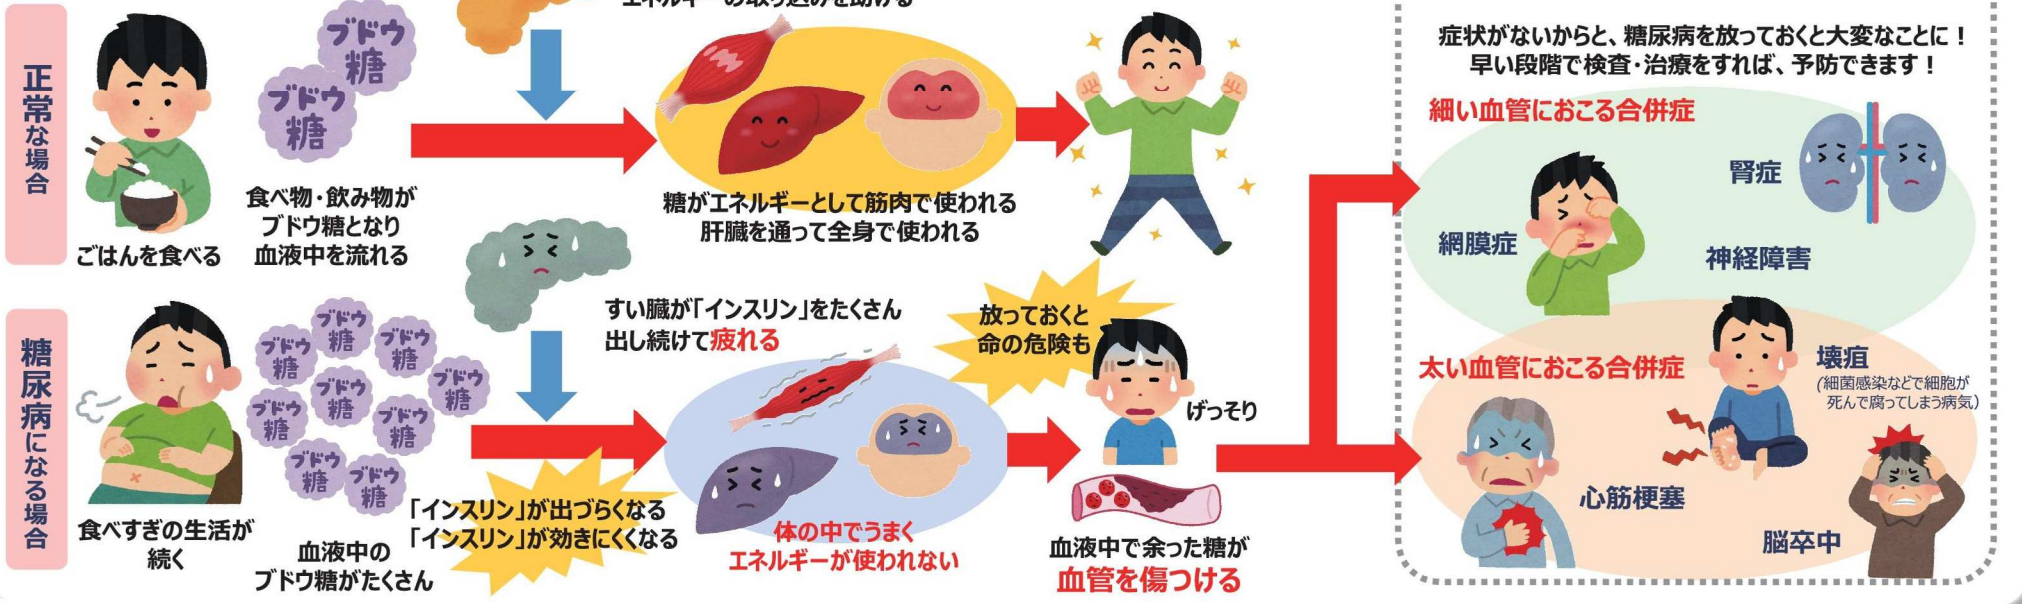 正常な場合
ごはんを食べる
ブドウ糖
ブドウ糖
食べ物・飲み物が
ブドウ糖となり
血液中を流れる
エネルギーの取り込みを助ける
糖がエネルギーとして筋肉で使われる
肝臓を通って全身で使われる
糖尿病になる場合
食べすぎの生活が
続く
ブドウ糖
ブドウ糖
ブドウ糖
ブドウ糖
ブドウ糖
ブドウ糖
ブドウ糖
ブドウ糖
ブドウ糖
血液中の
ブドウ糖がたくさん
すい臓が「インスリン」をたくさん
出し続けて疲れる
「インスリン」が出づらくなる
「インスリン」が効きにくくなる
体の中でうまく
エネルギーが使われない
放っておくと
命の危険も
げっそり
血液中で余った糖が
血管を傷つける
症状がないからと、糖尿病を放っておくと大変なことに！
早い段階で検査・治療をすれば、予防できます！
細い血管におこる合併症
腎症
網膜症
神経障害
太い血管におこる合併症
壊疽
(細菌感染などで細胞が
死んで腐ってしまう病気)
心筋梗塞
脳卒中